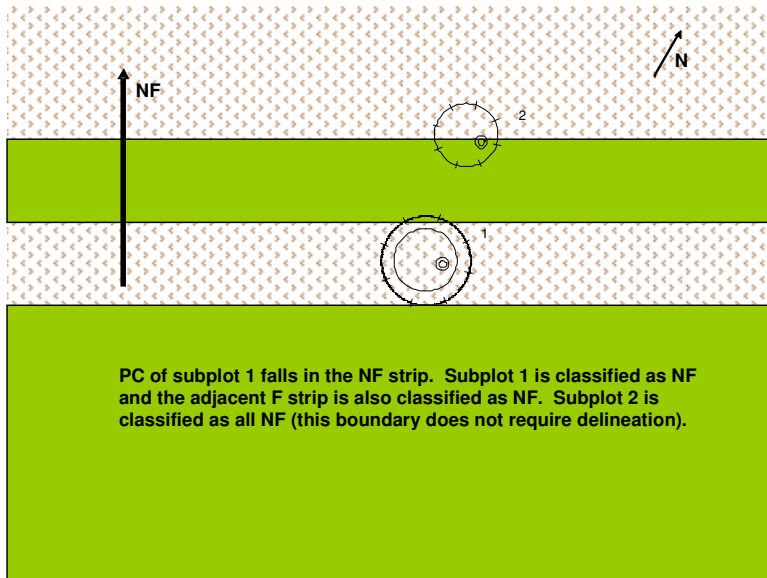 N
NF
2
1
PC of subplot 1 falls in the NF strip. Subplot 1 is classified as NF
and the adjacent F strip is also classified as NF. Subplot 2 is
classified as all NF (this boundary does not require delineation).